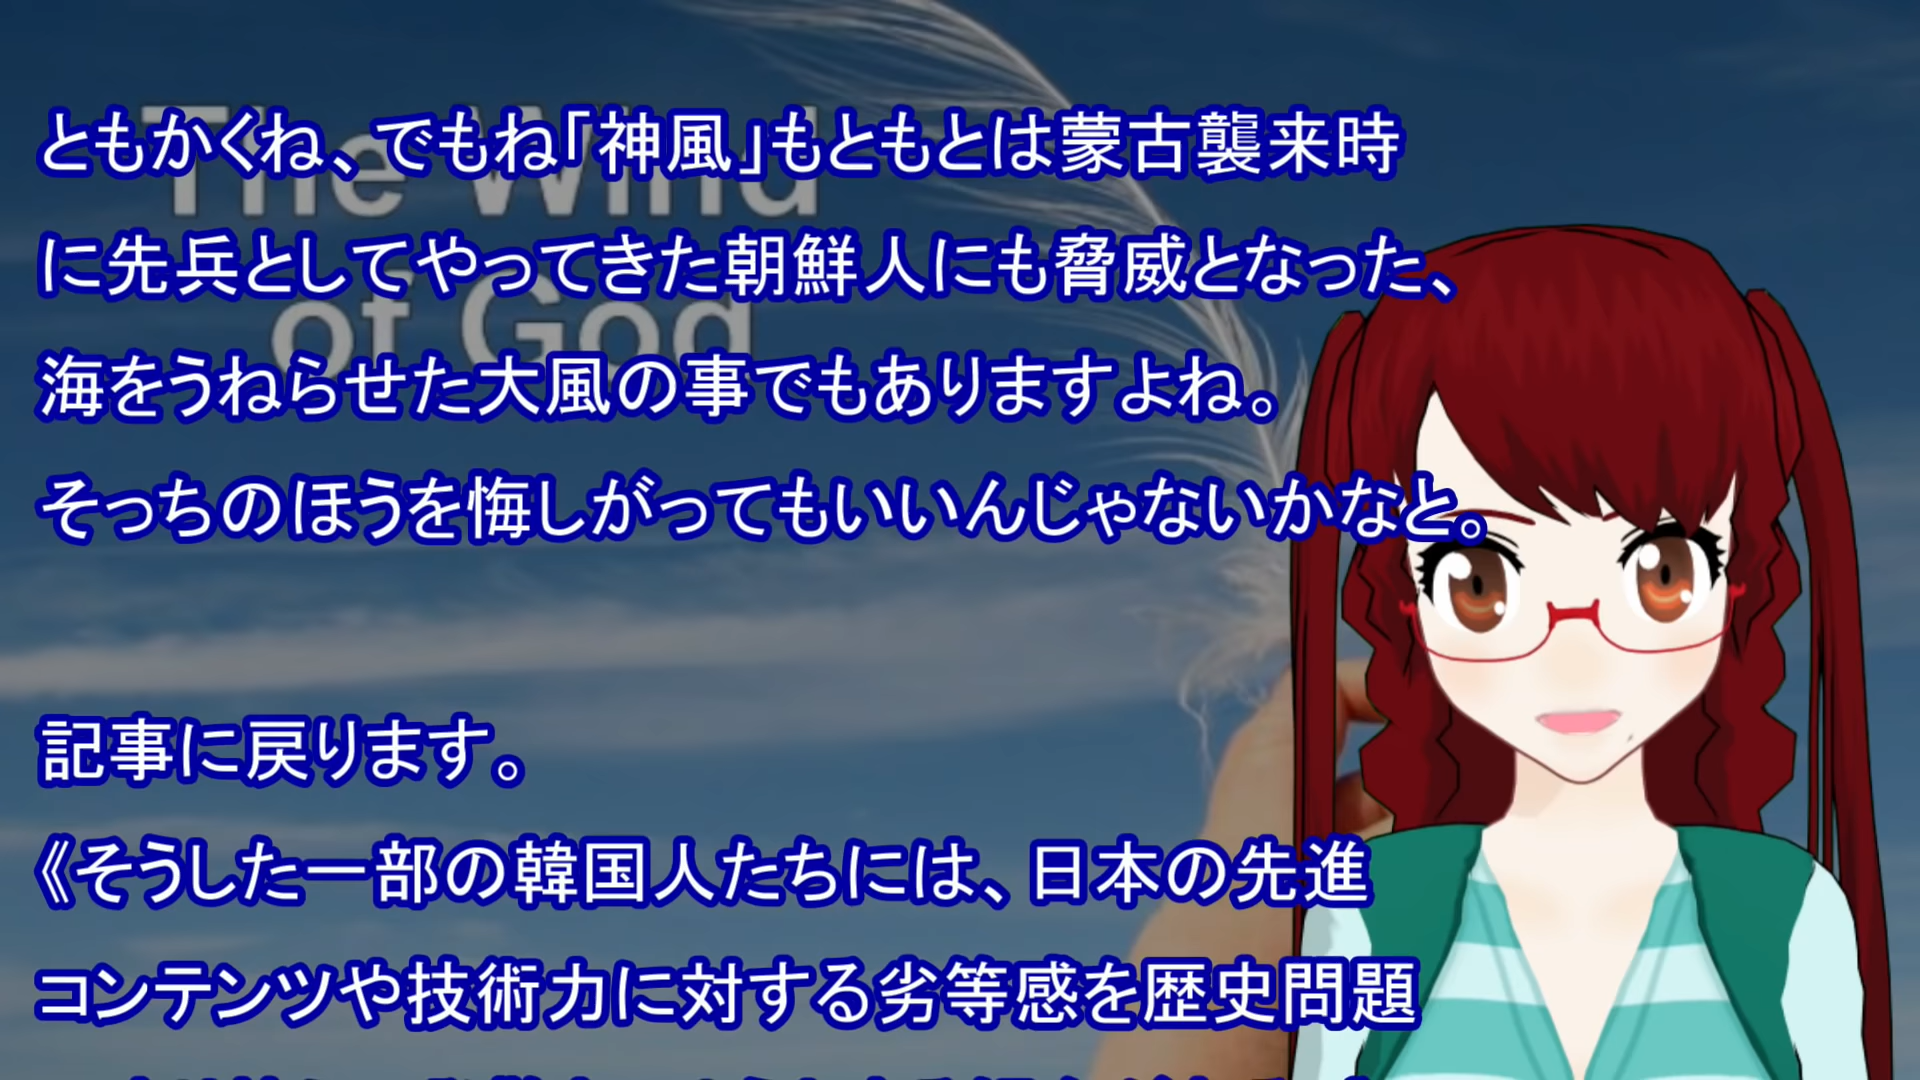 The Wind
of God
ともかくね、でもね「神風」もともとは蒙古襲来時
に先兵としてやってきた朝鮮人にも脅威となった、
海をうねらせた大風の事でもありますよね。
そっちのほうを悔しがってもいいんじゃないかなと。
記事に戻ります。
《そうした一部の韓国人たちには、日本の先進
コンテンツや技術力に対する劣等感を歴史問題